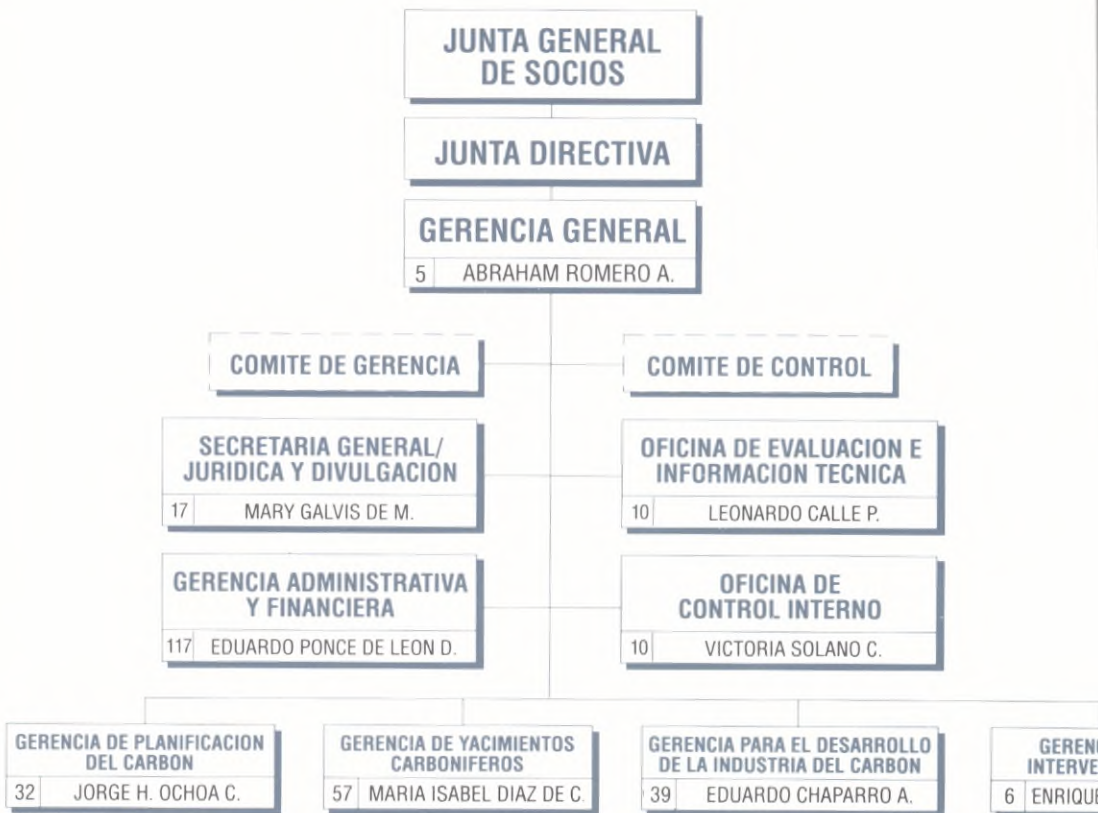 JUNTA GENERAL
DE SOCIOS
JUNTA DIRECTIVA
GERENCIA GENERAL
5 ABRAHAM ROMERO A.
COMITE DE GERENCIA
COMITE DE CONTROL
SECRETARIA GENERAL/
JURIDICA Y DIVULGACION
17 MARY GALVIS DE M.
OFICINA DE EVALUACION E
INFORMACION TECNICA
10 LEONARDO CALLE P.
GERENCIA ADMINISTRATIVA
Y FINANCIERA
117 EDUARDO PONCE DE LEON D.
OFICINA DE
CONTROL INTERNO
10 VICTORIA SOLANO C.
GERENCIA DE PLANIFICACION
DEL CARBON
32 JORGE H. OCHOA C.
GERENCIA DE YACIMIENTOS
CARBONIFEROS
57 MARIA ISABEL DIAZ DE C.
GERENCIA PARA EL DESARROLLO
DE LA INDUSTRIA DEL CARBON
39 EDUARDO CHAPARRO A.
6